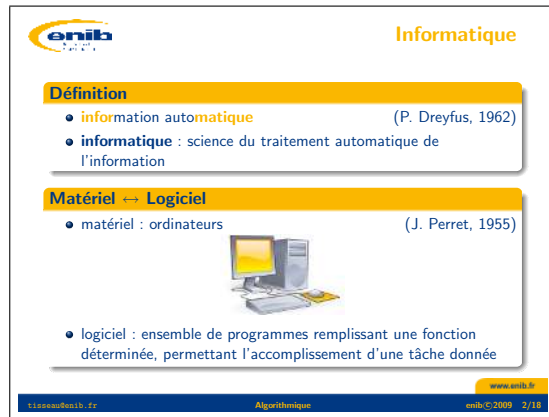 enib
Informatique
Définition
• information automatique (P. Dreyfus, 1962)
• informatique : science du traitement automatique de
l'information
Matériel ↔ Logiciel
• matériel : ordinateurs (J. Perret, 1955)
• logiciel : ensemble de programmes remplissant une fonction
déterminée, permettant l'accomplissement d'une tâche donnée
www.enib.fr
tisseau@enib.fr Algorithmique enib©2009 2/18